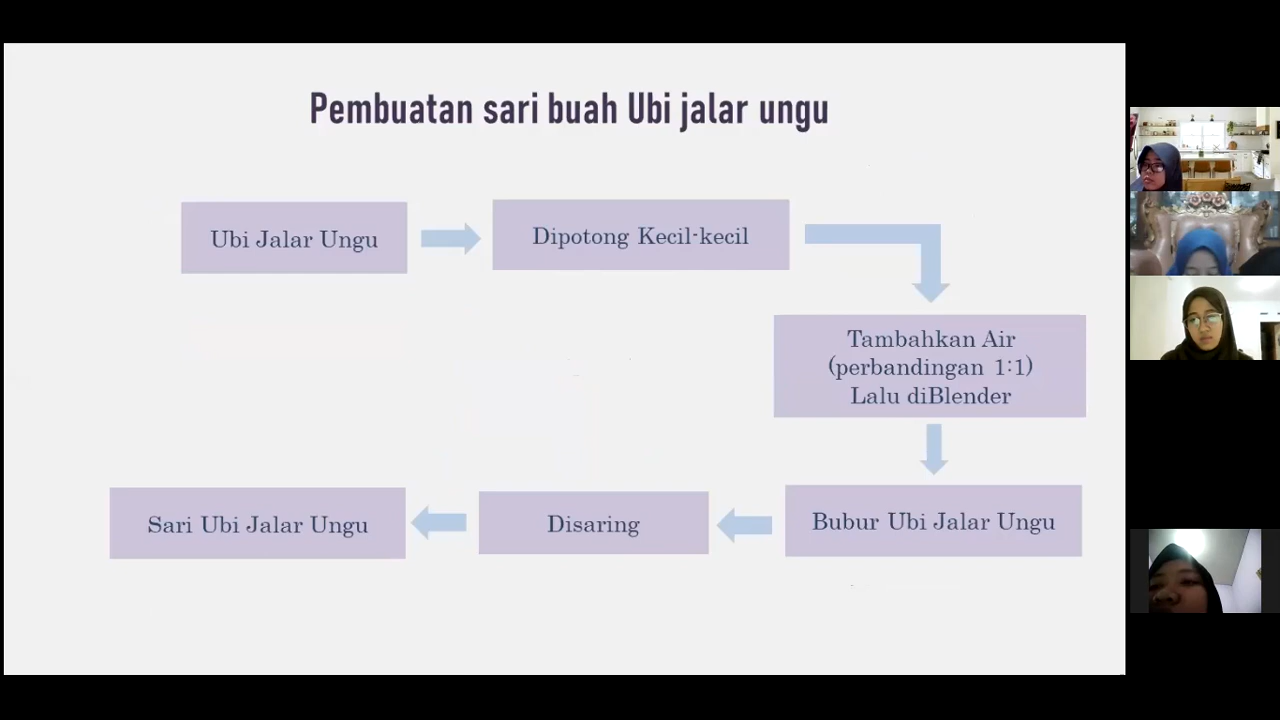 Pembuatan sari buah Ubi jalar ungu
Ubi Jalar Ungu
Dipotong Kecil-kecil
Tambahkan Air
(perbandingan 1:1)
Lalu diBlender
Bubur Ubi Jalar Ungu
Disaring
Sari Ubi Jalar Ungu